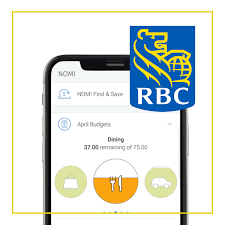 RBC
NOMI
NOMI Find & Save
April Budgets
Dining
37.00 remaining of 75.00